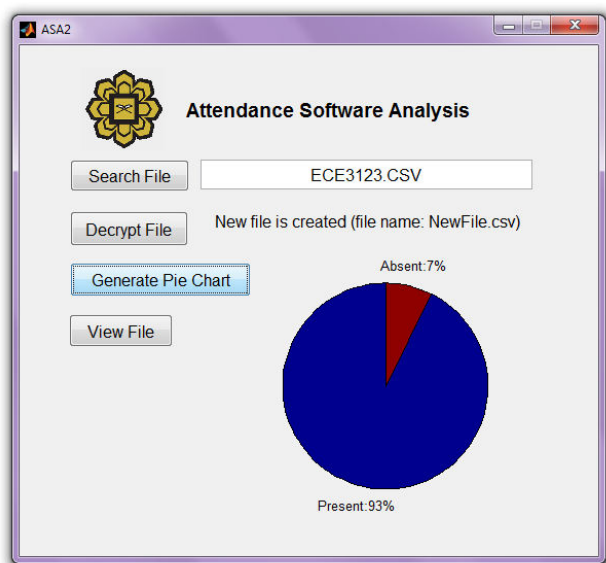 ASA2
Attendance Software Analysis
Search File
ECE3123.CSV
Decrypt File
New file is created (file name: NewFile.csv)
Generate Pie Chart
Absent:7%
View File
Present:93%